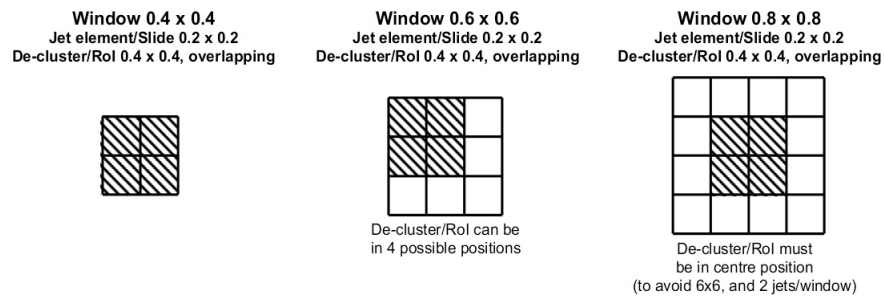 Window 0.4 x 0.4
Jet element/Slide 0.2 x 0.2
De-cluster/RoI 0.4 x 0.4, overlapping
Window 0.6 x 0.6
Jet element/Slide 0.2 x 0.2
De-cluster/RoI 0.4 x 0.4, overlapping
De-cluster/RoI can be
in 4 possible positions
Window 0.8 x 0.8
Jet element/Slide 0.2 x 0.2
De-cluster/RoI 0.4 x 0.4, overlapping
De-cluster/RoI must
be in centre position
(to avoid 6x6, and 2 jets/window)